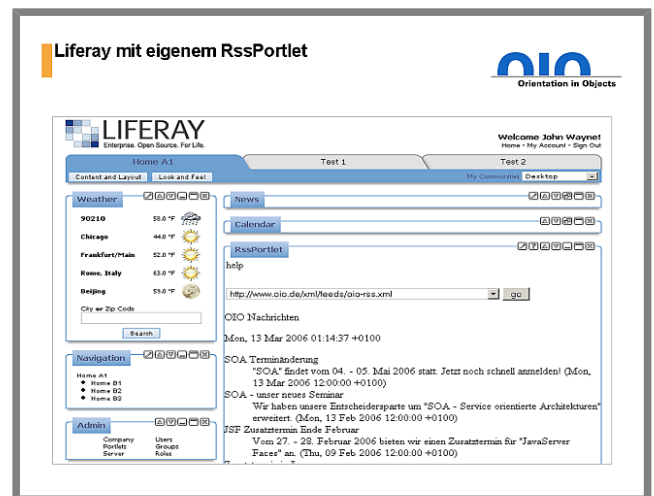 Liferay mit eigenem RssPortlet
OIO
Orientation in Objects
LIFERAY
Enterprise. Open Source. For Life.
Welcome John Wayne!
Home - My Account - Sign Out
Home A1
Test 1
Test 2
Content and Layout
Look and Feel
My Communities Desktop
Weather
90210 58.0 °F
Chicago 44.0 °F
Frankfurt/Main 52.0 °F
Rome, Italy 63.0 °F
Beijing 59.0 °F
City or Zip Code
Search
Navigation
Home A1
Home B1
Home B2
Home B3
Admin
Company Users
Portlets Groups
Server Roles
News
Calendar
RssPortlet
help
http://www.oio.de/xml/feeds/oio-rss.xml
go
OIO Nachrichten
Mon, 13 Mar 2006 01:14:37 +0100
SOA Terminänderung
"SOA" findet vom 04. - 05. Mai 2006 statt. Jetzt noch schnell anmelden! (Mon,
13 Mar 2006 12:00:00 +0100)
SOA - unser neues Seminar
Wir haben unsere Entscheidersparte um "SOA - Service orientierte Architekturen"
erweitert. (Mon, 13 Feb 2006 12:00:00 +0100)
JSF Zusatztermin Ende Februar
Vom 27. - 28. Februar 2006 bieten wir einen Zusatztermin für "JavaServer
Faces" an. (Thu, 09 Feb 2006 12:00:00 +0100)